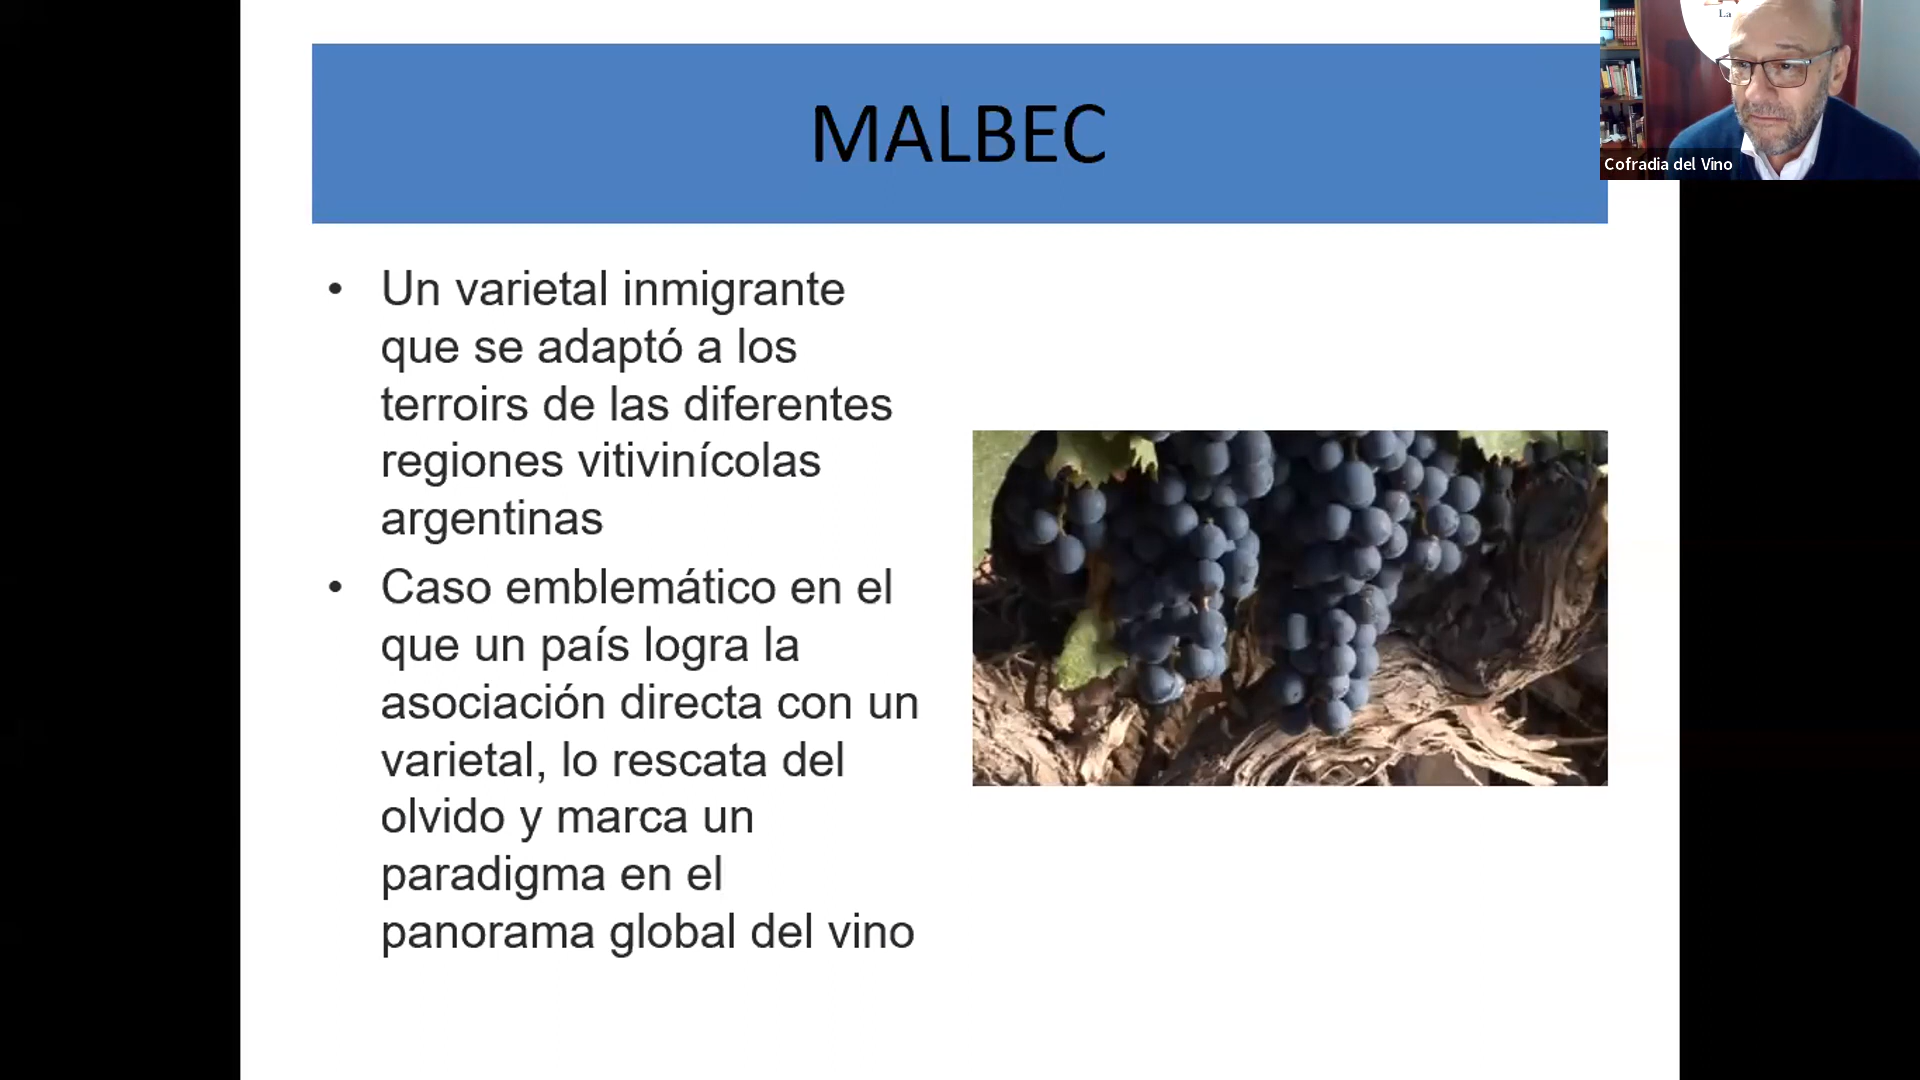 MALBEC
La
Cofradia del Vino
• Un varietal inmigrante
que se adaptó a los
terroirs de las diferentes
regiones vitivinícolas
argentinas
• Caso emblemático en el
que un país logra la
asociación directa con un
varietal, lo rescata del
olvido y marca un
paradigma en el
panorama global del vino